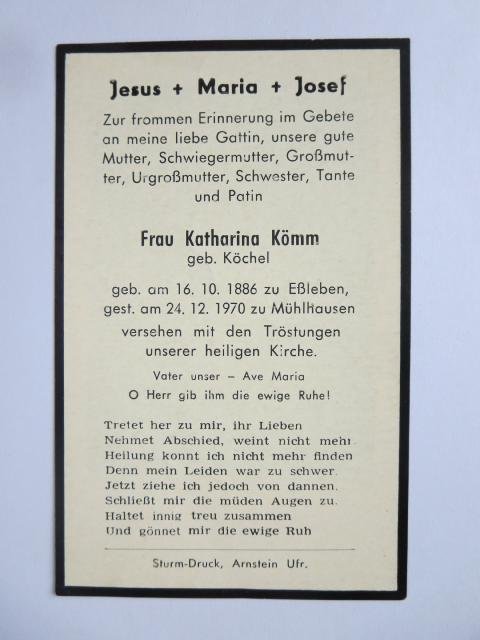 Jesus + Maria + Josef
Zur frommen Erinnerung im Gebete
an meine liebe Gattin, unsere gute
Mutter, Schwiegermutter, Großmut-
ter, Urgroßmutter, Schwester, Tante
und Patin
Frau Katharina Kömm
geb. Köchel
geb. am 16. 10. 1886 zu Eßleben,
gest. am 24. 12. 1970 zu Mühlhausen
versehen mit den Tröstungen
unserer heiligen Kirche.
Vater unser – Ave Maria
O Herr gib ihm die ewige Ruhe!
Tretet her zu mir, ihr Lieben
Nehmet Abschied, weint nicht mehr
Heilung konnt ich nicht mehr finden
Denn mein Leiden war zu schwer.
Jetzt ziehe ich jedoch von dannen.
Schließt mir die müden Augen zu.
Haltet innig treu zusammen
Und gönnet mir die ewige Ruh
Sturm-Druck, Arnstein Ufr.